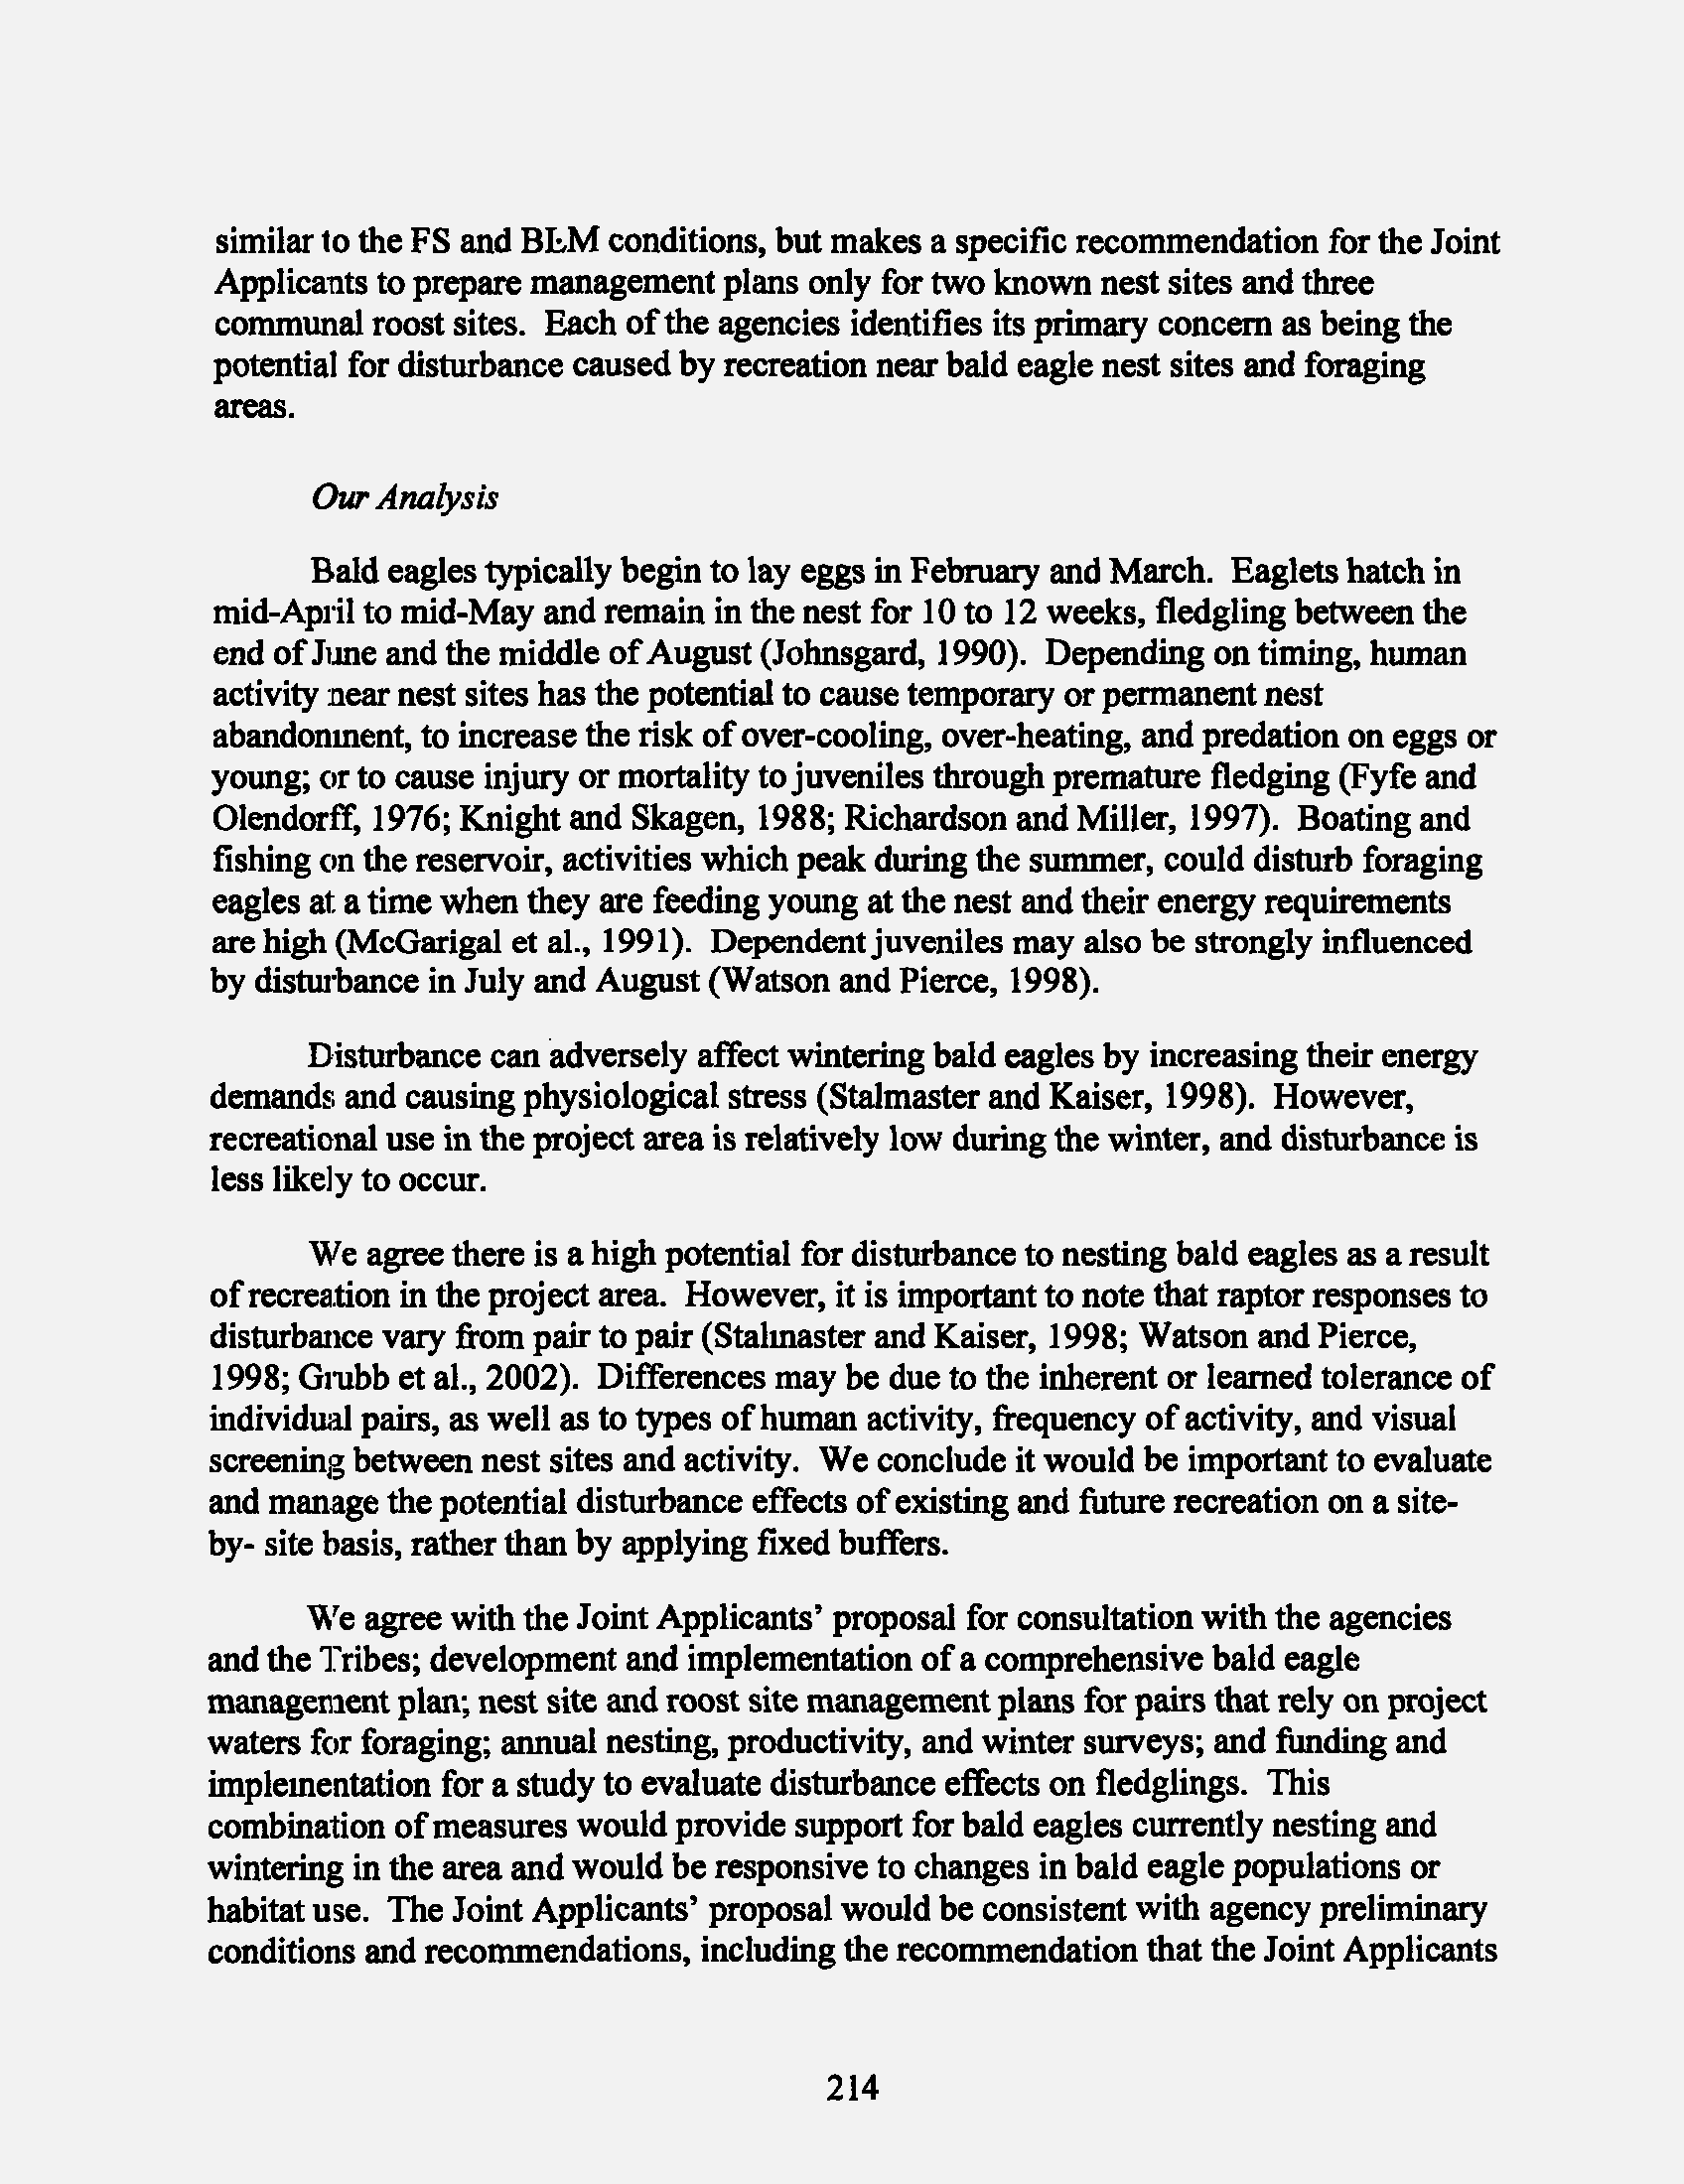 similar to the FS and BLM conditions, but makes a specific recommendation for the Joint
Applicants to prepare management plans only for two known nest sites and three
communal roost sites.  Each of the agencies identifies its primary concern as being the
potential for disturbance caused by recreation near bald eagle nest sites and foraging
areas.
Our Analysis
Bald eagles typically begin to lay eggs in February and March.  Eaglets hatch in
mid-April to mid-May and remain in the nest for 10 to 12 weeks, fledgling between the
end of June and the middle of August (Johnsgard, 1990).  Depending on timing, human
activity near nest sites has the potential to cause temporary or permanent nest
abandonment, to increase the risk of over-cooling, over-heating, and predation on eggs or
young; or to cause injury or mortality to juveniles through premature fledging (Fyfe and
Olendorff, 1976; Knight and Skagen, 1988; Richardson and Miller, 1997).  Boating and
fishing on the reservoir, activities which peak during the summer, could disturb foraging
eagles at a time when they are feeding young at the nest and their energy requirements
are high (McGarigal et al., 1991).  Dependent juveniles may also be strongly influenced
by disturbance in July and August (Watson and Pierce, 1998).
Disturbance can adversely affect wintering bald eagles by increasing their energy
demands and causing physiological stress (Stalmaster and Kaiser, 1998).  However,
recreational use in the project area is relatively low during the winter, and disturbance is
less likely to occur.
We agree there is a high potential for disturbance to nesting bald eagles as a result
of recreation in the project area.  However, it is important to note that raptor responses to
disturbance vary from pair to pair (Stalmaster and Kaiser, 1998; Watson and Pierce,
1998; Grubb et al., 2002).  Differences may be due to the inherent or learned tolerance of
individual pairs, as well as to types of human activity, frequency of activity, and visual
screening between nest sites and activity.  We conclude it would be important to evaluate
and manage the potential disturbance effects of existing and future recreation on a site-
by- site basis, rather than by applying fixed buffers.
We agree with the Joint Applicants' proposal for consultation with the agencies
and the Tribes; development and implementation of a comprehensive bald eagle
management plan; nest site and roost site management plans for pairs that rely on project
waters for foraging; annual nesting, productivity, and winter surveys; and funding and
implementation for a study to evaluate disturbance effects on fledglings.  This
combination of measures would provide support for bald eagles currently nesting and
wintering in the area and would be responsive to changes in bald eagle populations or
habitat use.  The Joint Applicants' proposal would be consistent with agency preliminary
conditions and recommendations, including the recommendation that the Joint Applicants
214